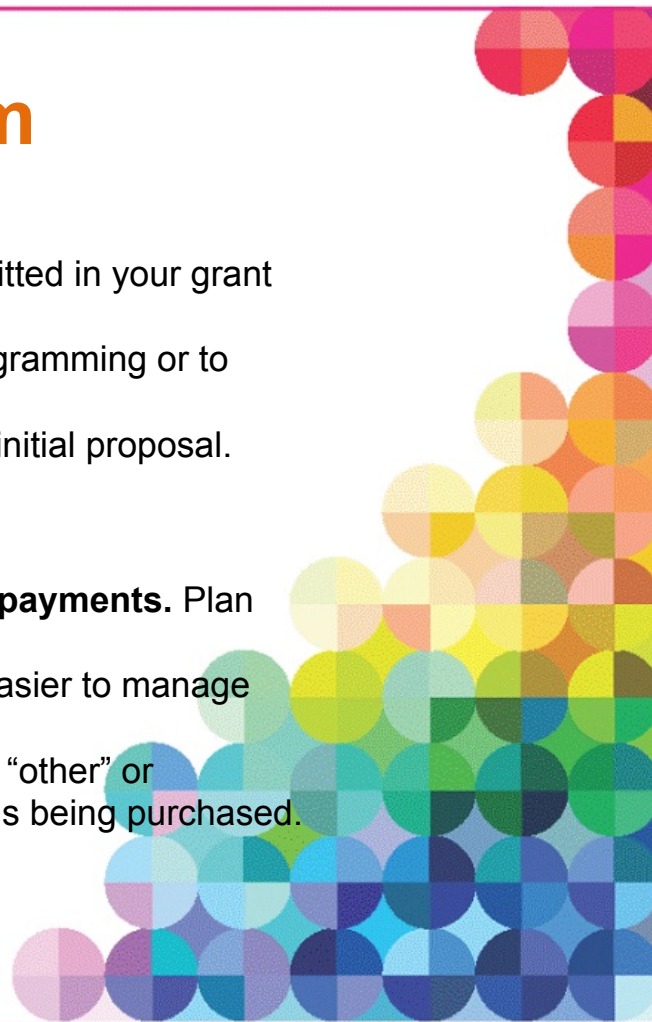 m
itted in your grant
gramming or to
initial proposal.
payments. Plan
asier to manage
“other” or
s being purchased.